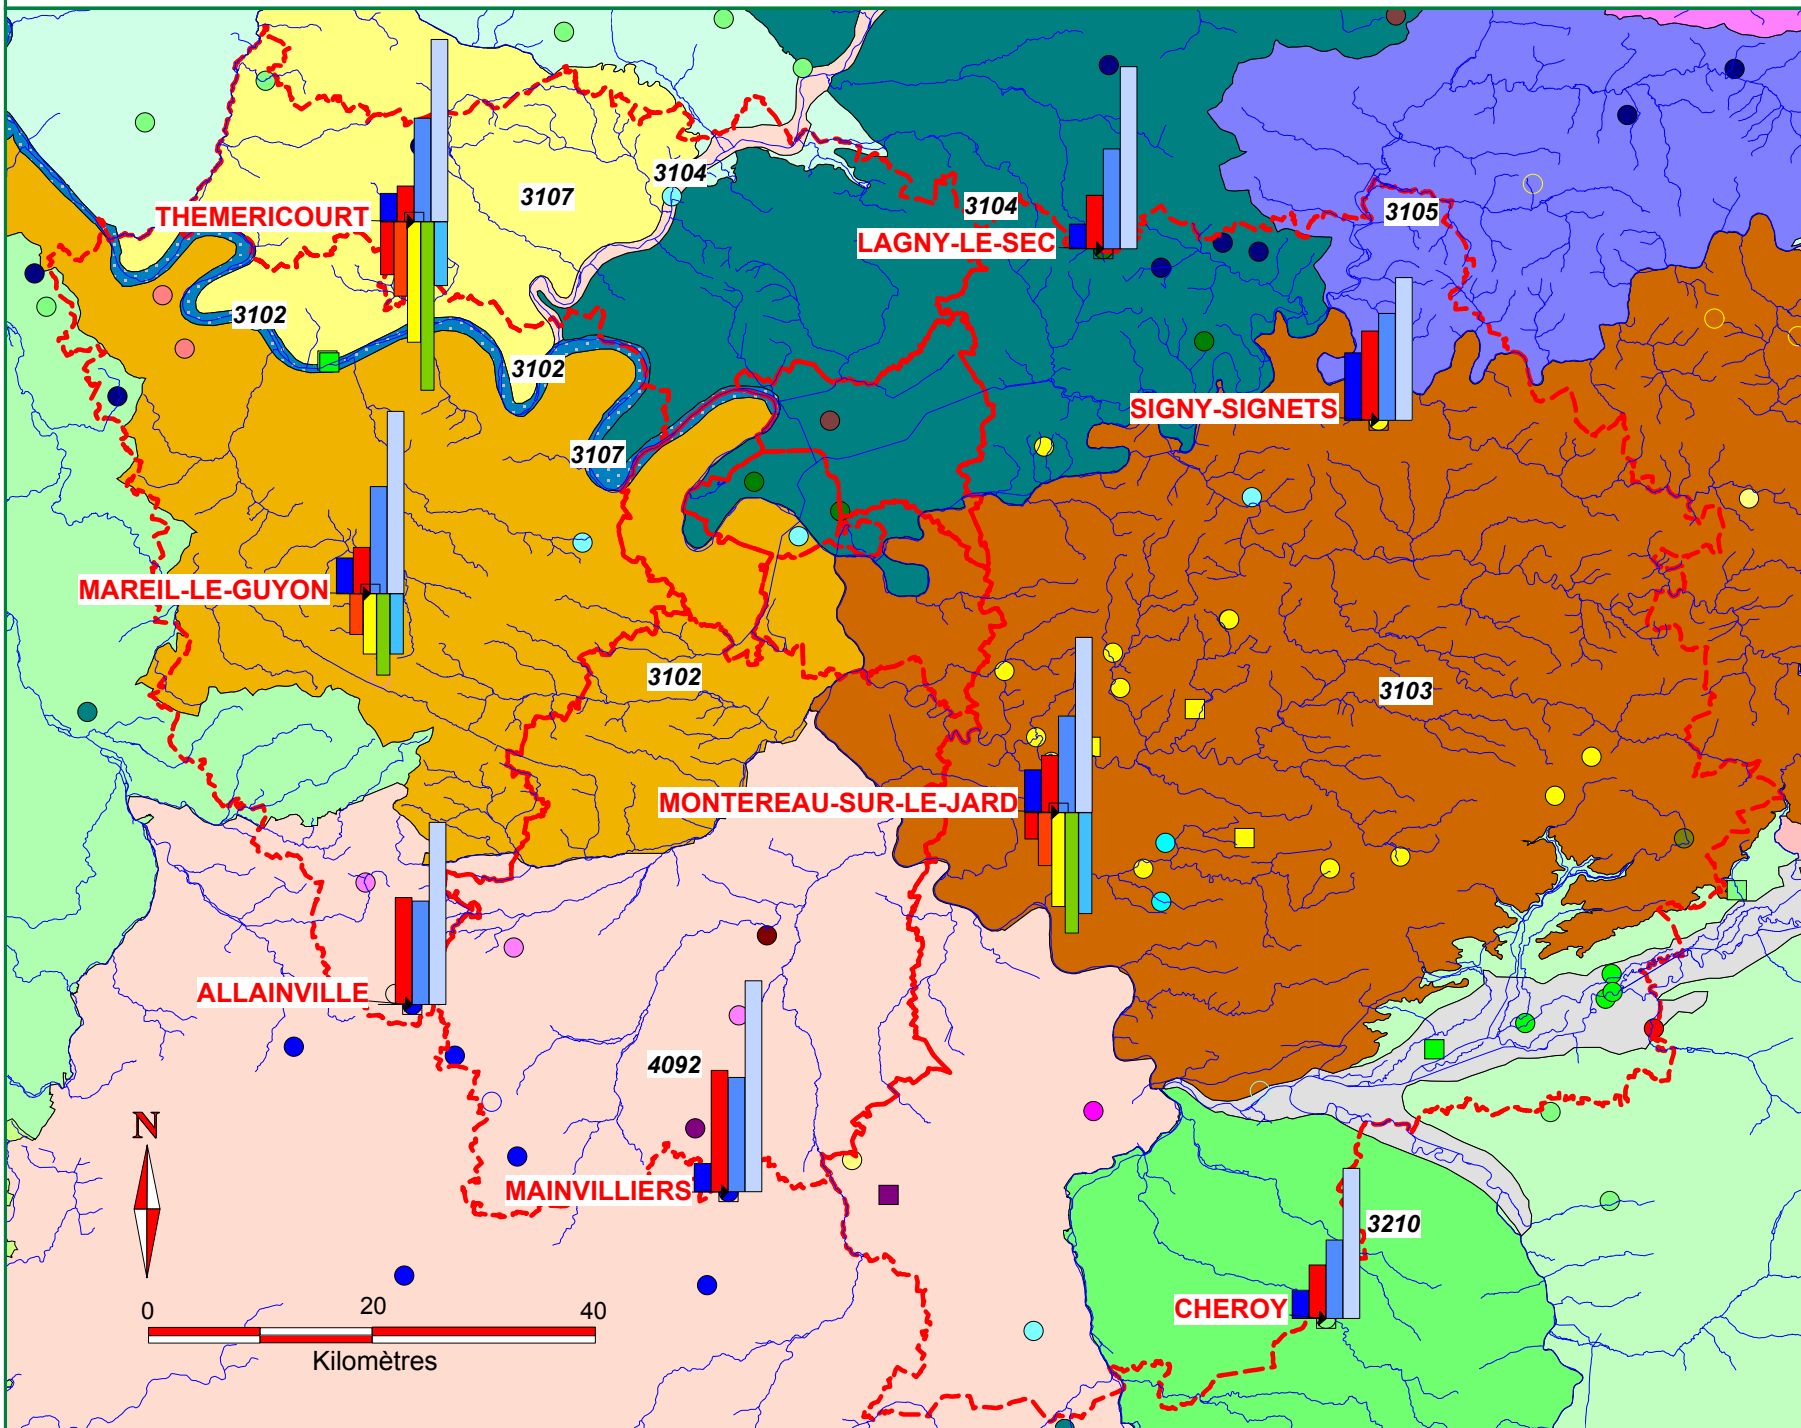 3104
3107
3104
3105
THEMERICOURT
LAGNY-LE-SEC
3102
3102
SIGNY-SIGNETS
3107
MAREIL-LE-GUYON
3102
3103
MONTEREAU-SUR-LE-JARD
ALLAINVILLE
4092
N
MAINVILLIERS
3210
0 20 40
CHEROY
Kilomètres